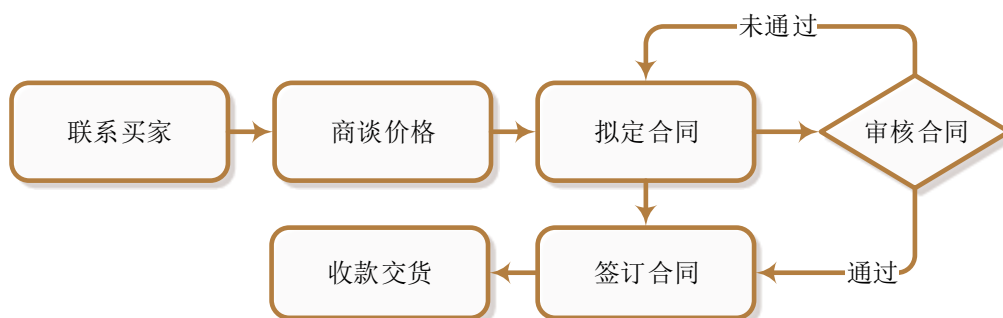 未通过
联系买家
商谈价格
拟定合同
审核合同
收款交货
签订合同
通过